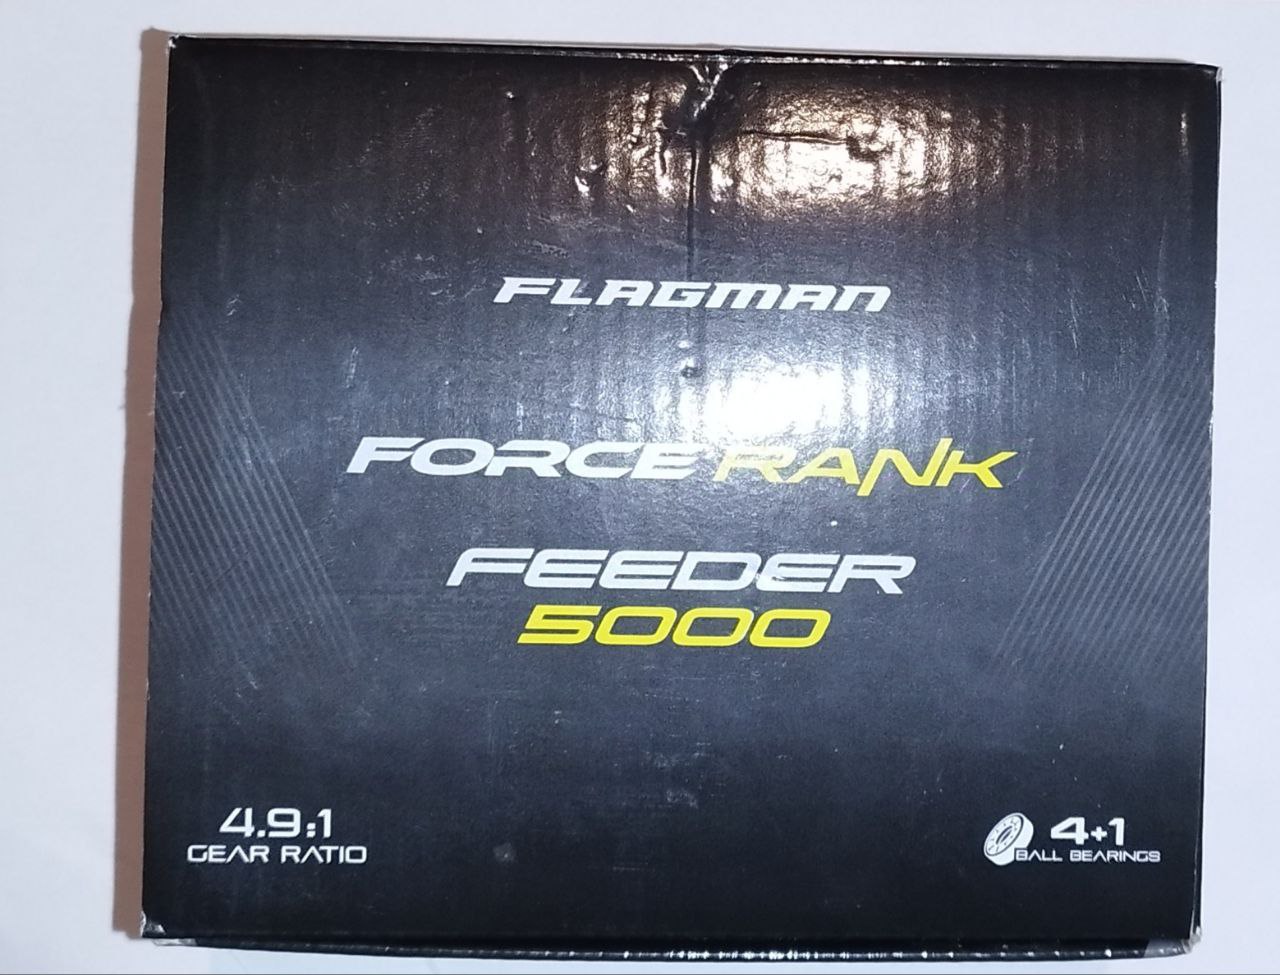 FLAGMAN
FORCE RANK
FEEDER
5000
4.9:1
GEAR RATIO
4+1
BALL BEARINGS